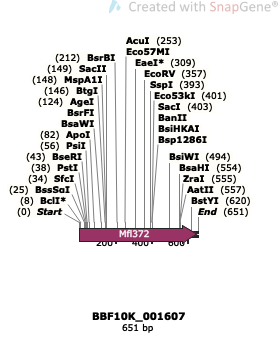 Created with SnapGene®
AcuI (253)
Eco57MI
(212) BsrBI
EaeI* (309)
(149) SacII
EcoRV (357)
(148) MspA1I
SspI (393)
(146) BtgI
Eco53kI (401)
(124) AgeI
SacI (403)
BsrFI
BanII
BsaWI
BsiHKAI
(82) ApoI
Bsp1286I
(56) PsiI
(43) BseRI
BsiWI (494)
(38) PstI
BsaHI (554)
(34) SfcI
ZraI (555)
(25) BssSαI
AatII (557)
(8) BclI*
BstYI (620)
(0) Start
End (651)
Mfl372
200
400
600
BBF10K_001607
651 bp